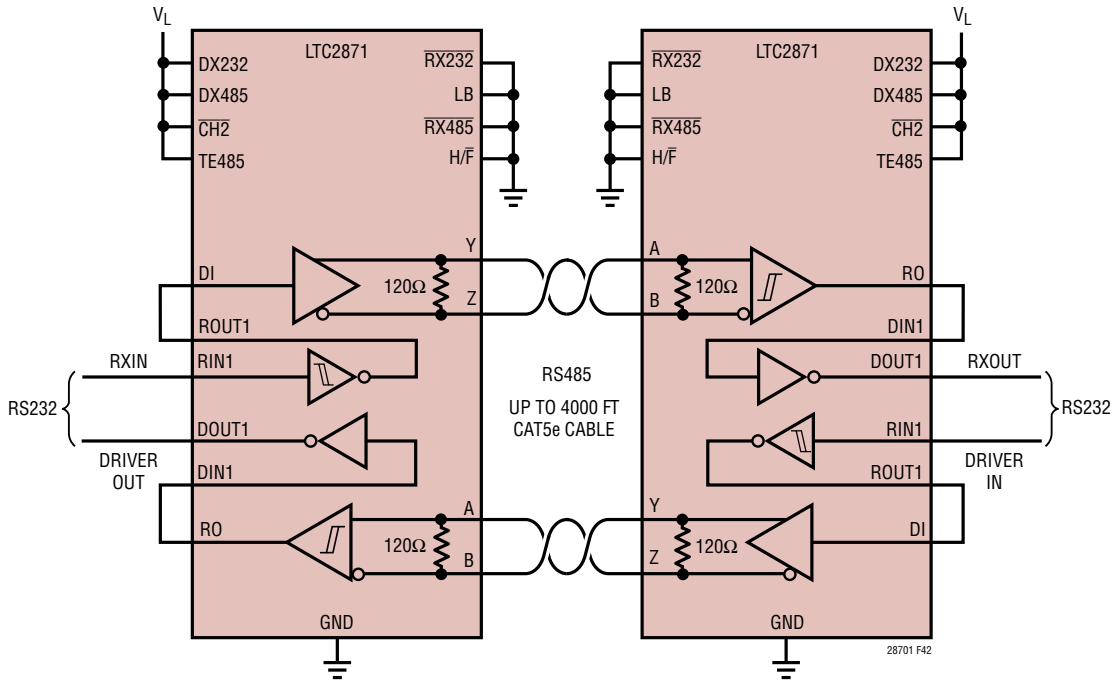 VL
LTC2871
DX232
DX485
CH2
TE485
RX232
LB
RX485
H/F
DI
ROUT1
RXIN
RIN1
RS232
DOUT1
DRIVER
OUT
DIN1
RO
Y
120Ω
Z
A
120Ω
B
GND
RS485
UP TO 4000 FT
CAT5e CABLE
VL
LTC2871
RX232
LB
RX485
H/F
DX232
DX485
CH2
TE485
A
120Ω
B
RO
DIN1
DOUT1
RXOUT
RS232
RIN1
DRIVER
IN
ROUT1
Y
120Ω
Z
DI
GND
28701 F42